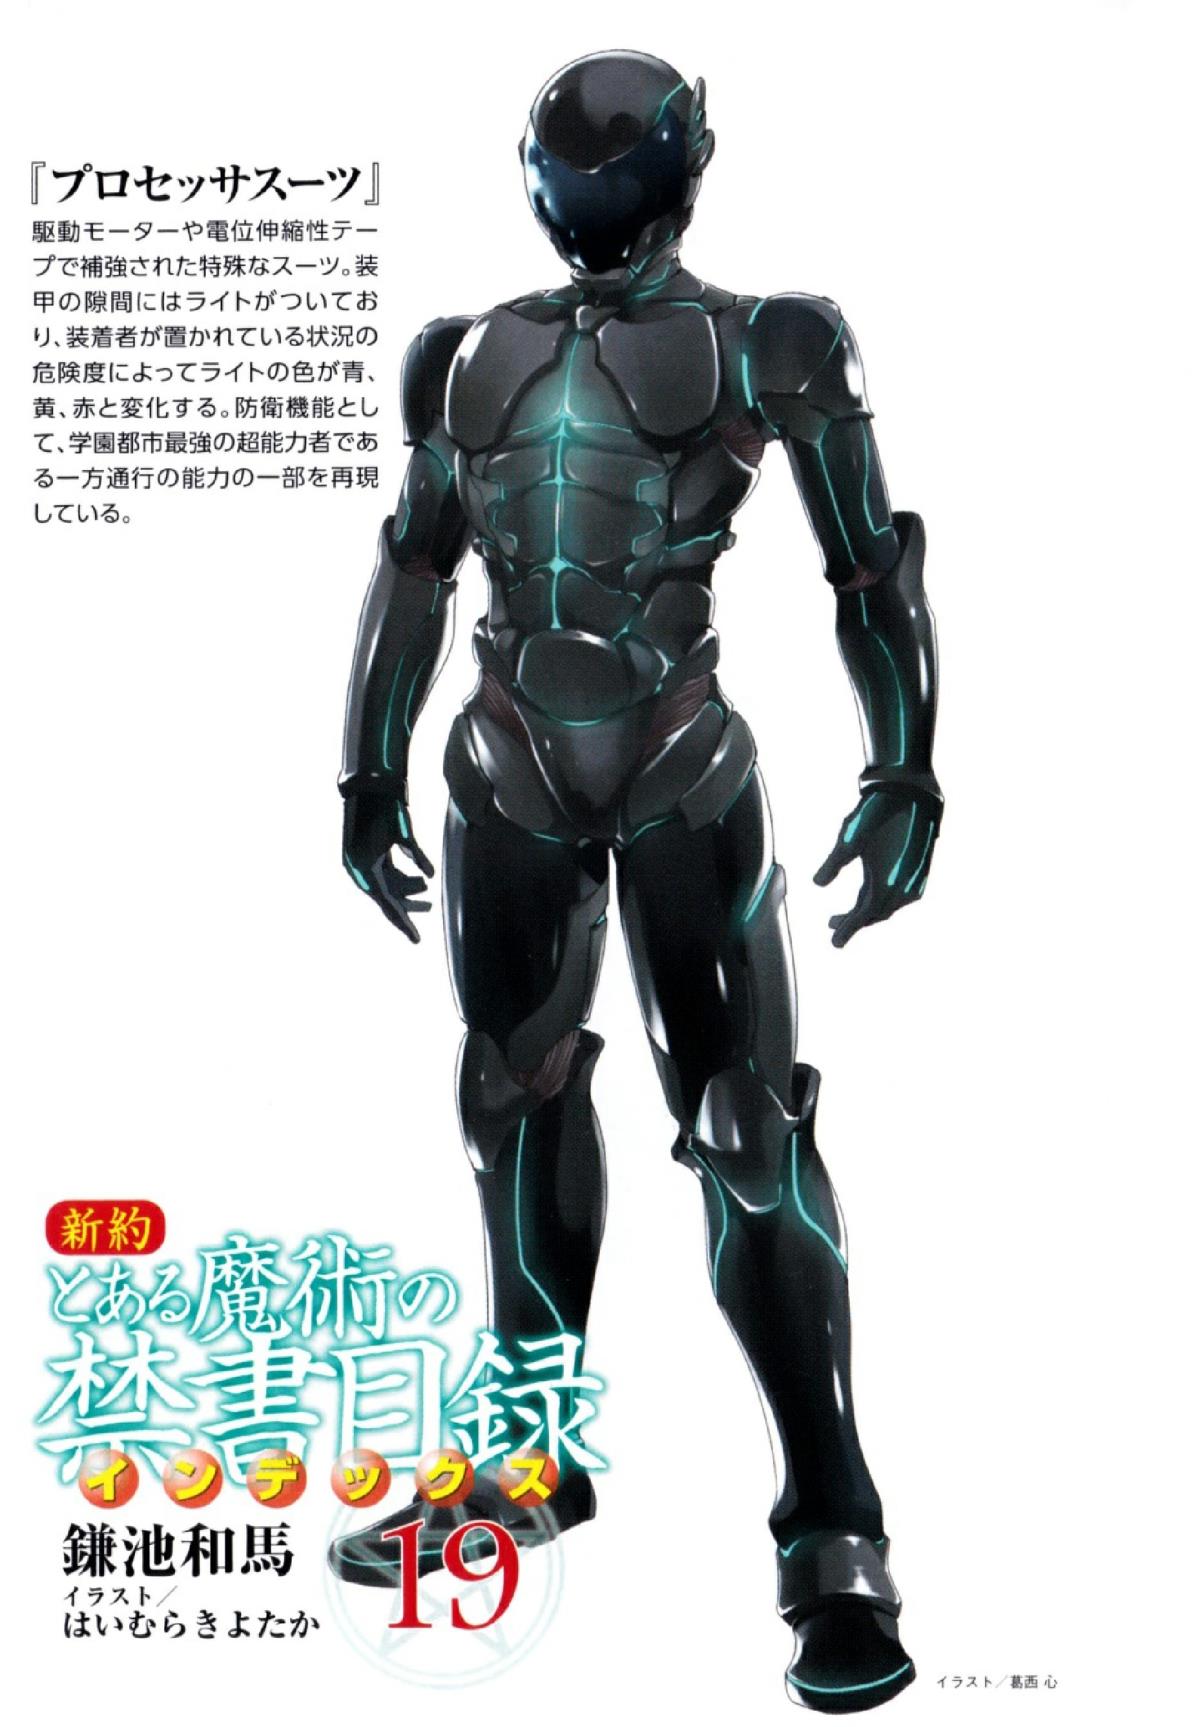 『プロセッサスーツ』
駆動モーターや電位伸縮性テー
プで補強された特殊なスーツ。装
甲の隙間にはライトがついてお
り、装着者が置かれている状況の
危険度によってライトの色が青、
黄、赤と変化する。防衛機能とし
て、学園都市最強の超能力者であ
る一方通行の能力の一部を再現
している。
新約
とある魔術の
禁書目録
インデックス
19
鎌池和馬
イラスト/
はいむらきよたか
イラスト/葛西 心